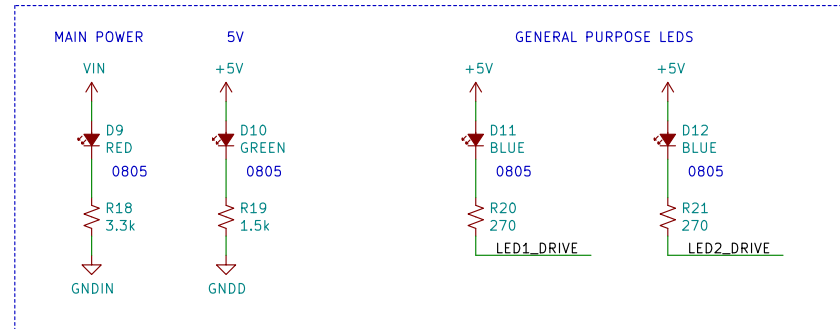 MAIN POWER
5V
GENERAL PURPOSE LEDS
VIN
+5V
+5V
+5V
D9
RED
0805
D10
GREEN
0805
D11
BLUE
0805
D12
BLUE
0805
R18
3.3k
R19
1.5k
R20
270
R21
270
LED1_DRIVE
LED2_DRIVE
GNDIN
GNDD